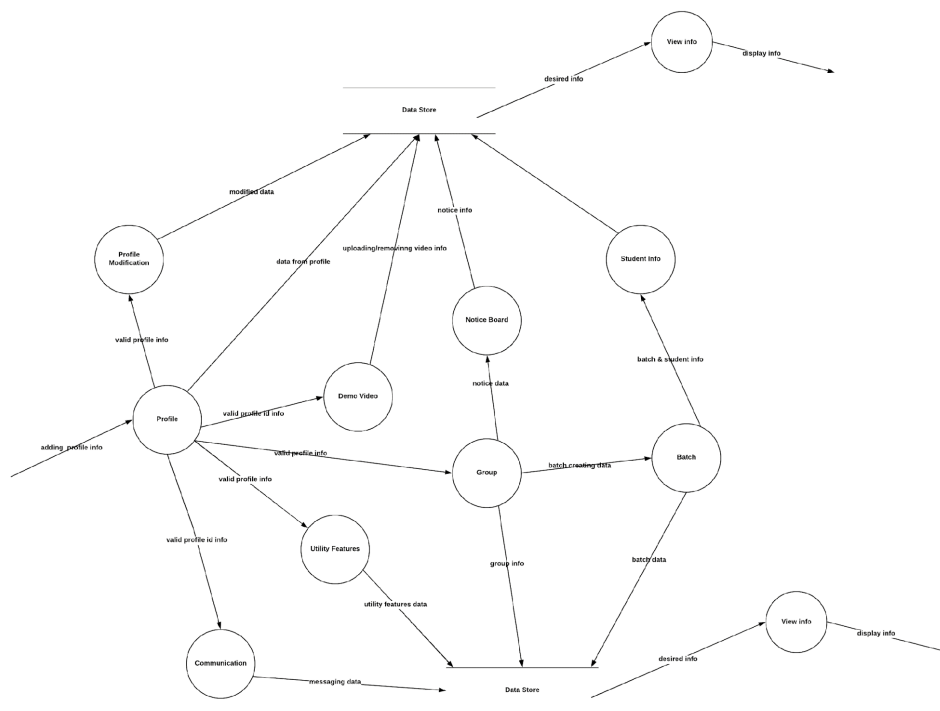 View info
display info
desired info
Data Store
modified data
notice info
uploading/removinng video info
data from profile
Profile
Modification
Student Info
Notice Board
valid profile info
batch & student info
notice data
Demo Video
valid profile id info
Profile
adding profile info
valid profile info
Group
batch creating data
Batch
valid profile info
valid profile id info
Utility Features
group info
batch data
utility features data
View info
display info
Communication
desired info
messaging data
Data Store